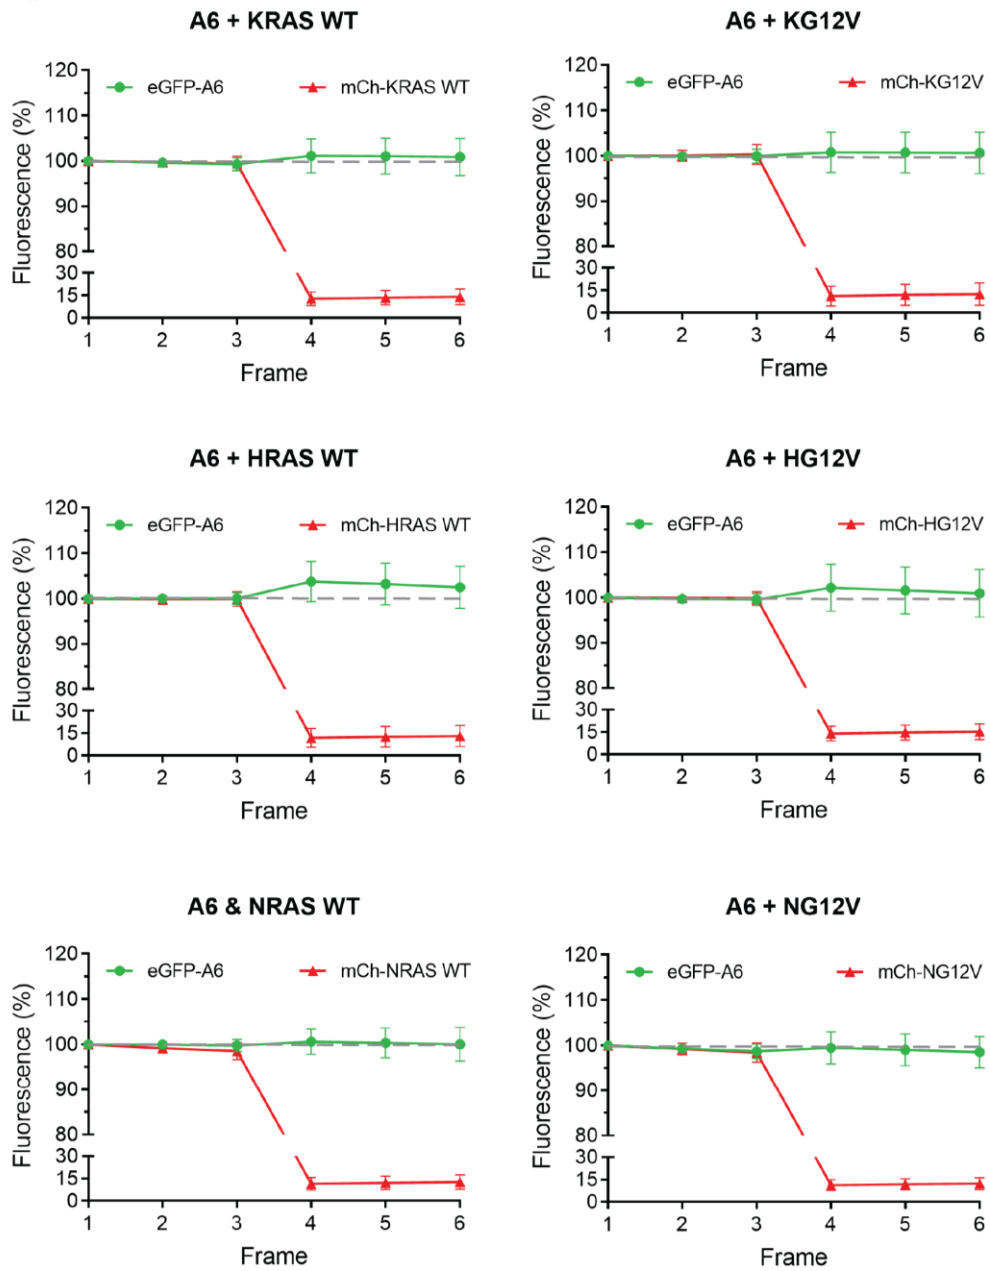 A6 + KRAS WT
eGFP-A6 mCh-KRAS WT
Fluorescence (%)
120
110
100
90
80
30
15
0
1 2 3 4 5 6
Frame
A6 + KG12V
eGFP-A6 mCh-KG12V
Fluorescence (%)
120
110
100
90
80
30
15
0
1 2 3 4 5 6
Frame
A6 + HRAS WT
eGFP-A6 mCh-HRAS WT
Fluorescence (%)
120
110
100
90
80
30
15
0
1 2 3 4 5 6
Frame
A6 + HG12V
eGFP-A6 mCh-HG12V
Fluorescence (%)
120
110
100
90
80
30
15
0
1 2 3 4 5 6
Frame
A6 & NRAS WT
eGFP-A6 mCh-NRAS WT
Fluorescence (%)
120
110
100
90
80
30
15
0
1 2 3 4 5 6
Frame
A6 + NG12V
eGFP-A6 mCh-NG12V
Fluorescence (%)
120
110
100
90
80
30
15
0
1 2 3 4 5 6
Frame